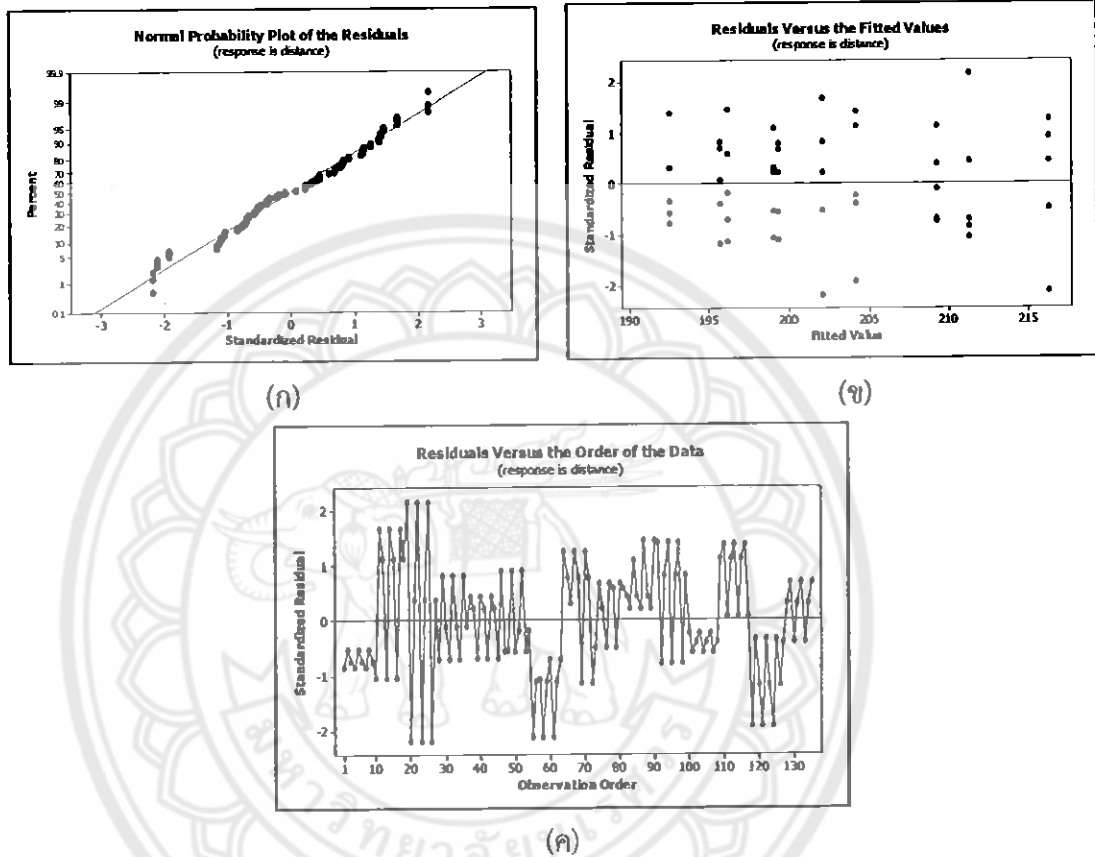 Normal Probability Plot of the Residuals
(response is distance)
99.9
99
95
90
80
70
60
50
40
30
20
10
5
1
0.1
Percent
-3 -2 -1 0 1 2 3
Standardized Residual
(ก)
Residuals Versus the Fitted Values
(response is distance)
2
1
0
-1
-2
Standardized Residual
190 195 200 205 210 215
Fitted Value
(ข)
Residuals Versus the Order of the Data
(response is distance)
2
1
0
-1
-2
Standardized Residual
1 10 20 30 40 50 60 70 80 90 100 110 120 130
Observation Order
(ค)